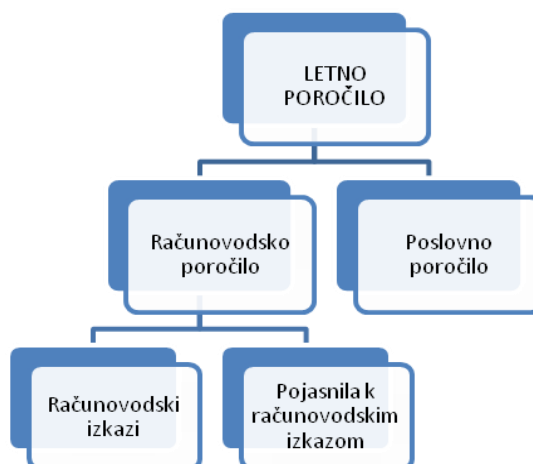 LETNO
POROČILO
Računovodsko
poročilo
Poslovno
poročilo
Računovodski
izkazi
Pojasnila k
računovodskim
izkazom